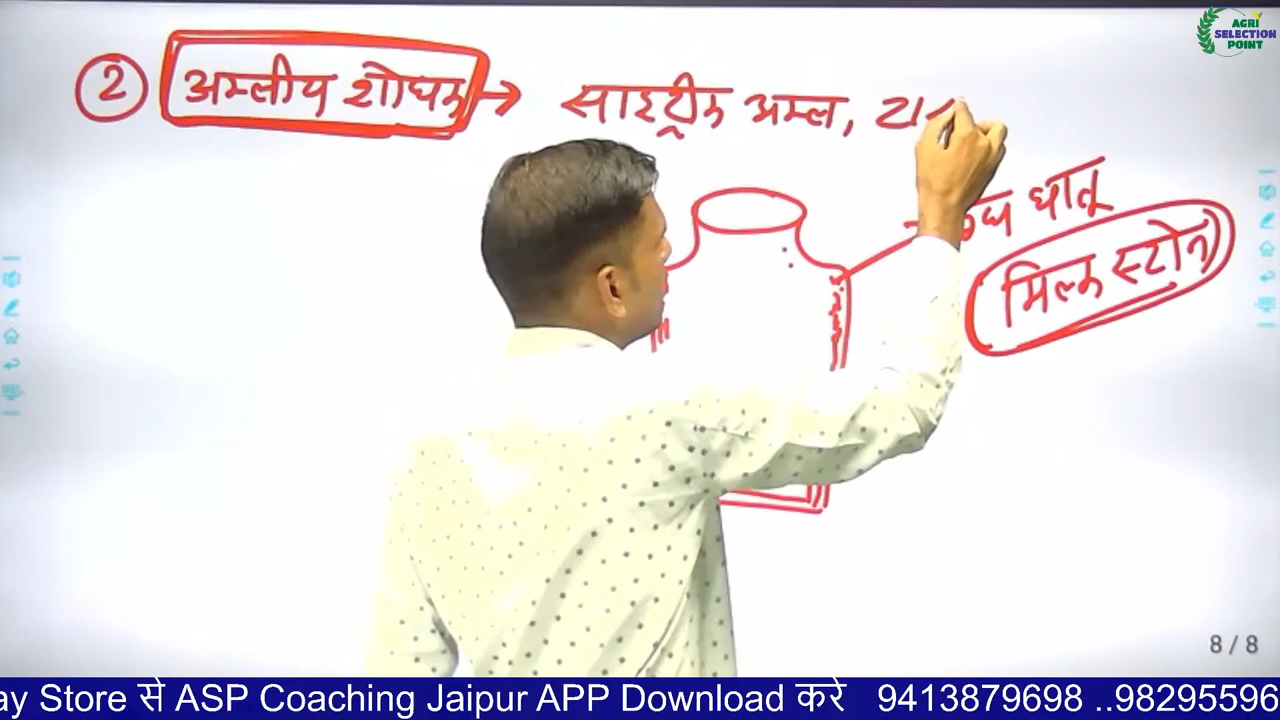 AGRI
SELECTION
POINT
② अम्लीय शोधक → साइट्रीक अम्ल,
धातू
मिल्क स्टोन
8 / 8
ay Store से ASP Coaching Jaipur APP Download करे 9413879698 ..98295596